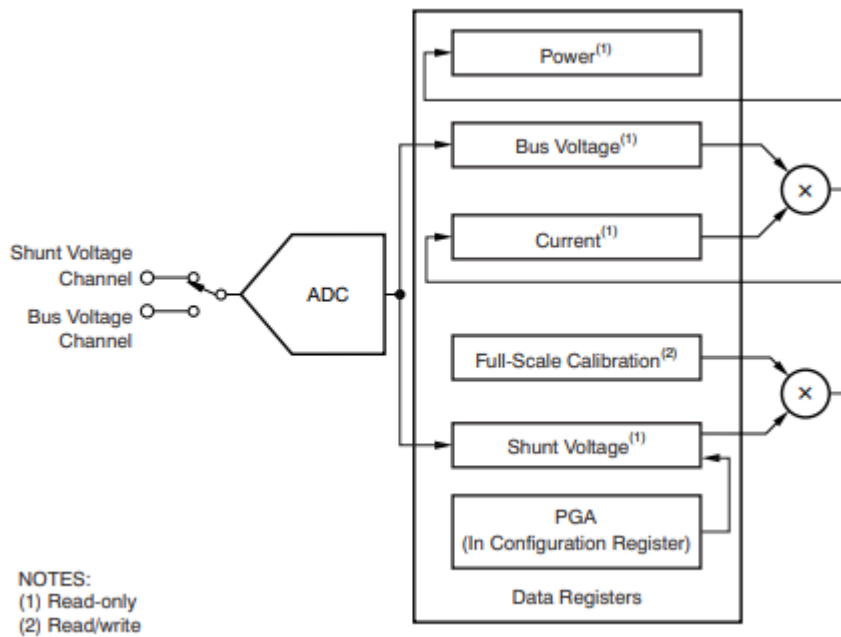 Power(1)
Bus Voltage(1)
Current(1)
Shunt Voltage
Channel
Bus Voltage
Channel
ADC
×
Full-Scale Calibration(2)
×
Shunt Voltage(1)
PGA
(In Configuration Register)
Data Registers
NOTES:
(1) Read-only
(2) Read/write